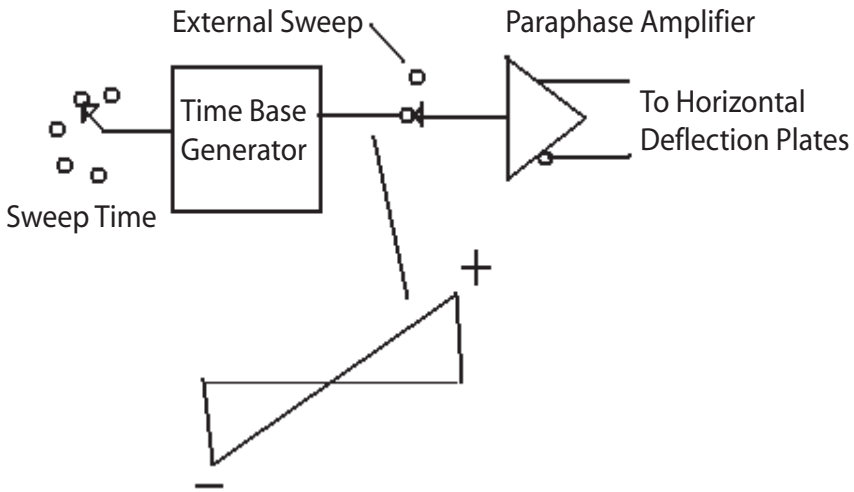 External Sweep
Paraphase Amplifier
Time Base
Generator
To Horizontal
Deflection Plates
Sweep Time
+
−